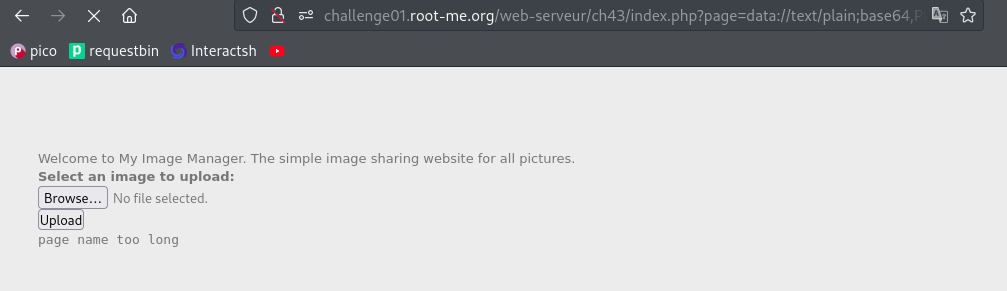 challenge01.root-me.org/web-serveur/ch43/index.php?page=data://text/plain;base64,P
pico requestbin Interactsh
Welcome to My Image Manager. The simple image sharing website for all pictures.
Select an image to upload:
Browse... No file selected.
Upload
page name too long